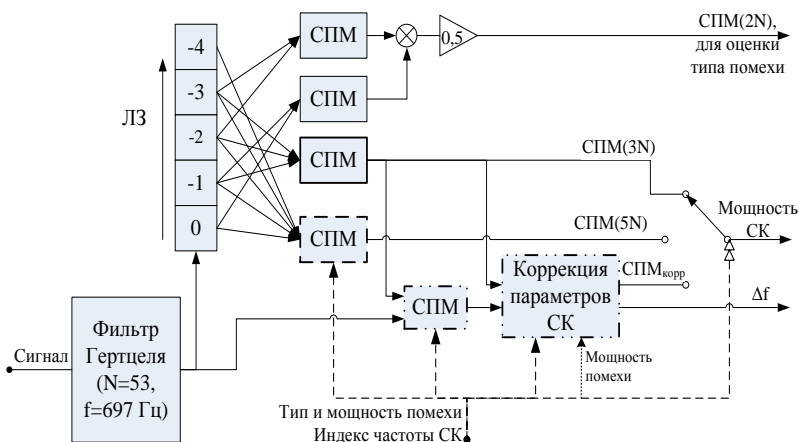 СПМ(2N),
для оценки
типа помехи
0,5
СПМ
-4
-3
-2
-1
0
ЛЗ
СПМ
СПМ
СПМ(3N)
СПМ
СПМ(5N)
Мощность
СК
Коррекция
параметров
СК
СПМкорр
СПМ
Δf
Фильтр
Гертцеля
(N=53,
f=697 Гц)
Сигнал
Мощность
помехи
Тип и мощность помехи
Индекс частоты СК